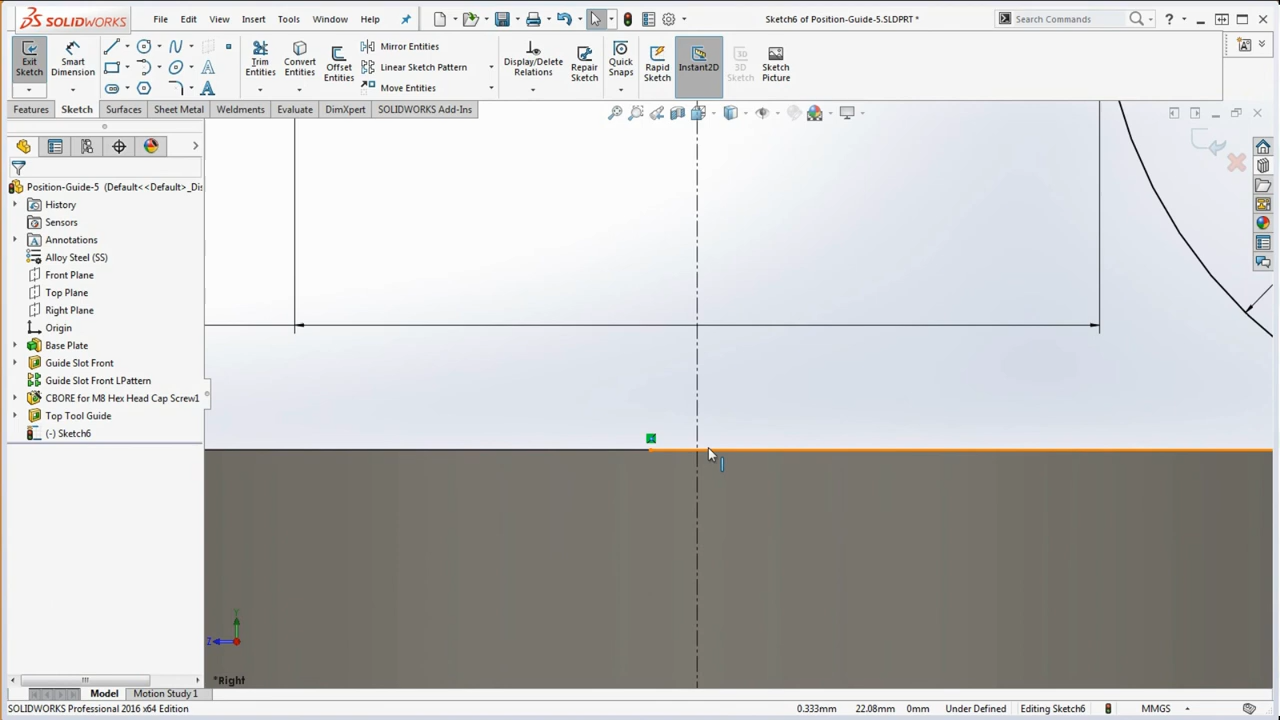 SOLIDWORKS
File Edit View Insert Tools Window Help
Sketch6 of Position-Guide-5.SLDPRT *
Search Commands
?
Exit Sketch
Smart Dimension
Trim Entities
Convert Entities
Offset Entities
Mirror Entities
Linear Sketch Pattern
Move Entities
Display/Delete Relations
Repair Sketch
Quick Snaps
Rapid Sketch
Instant2D
3D Sketch
Sketch Picture
Features Sketch Surfaces Sheet Metal Weldments Evaluate DimXpert SOLIDWORKS Add-Ins
Position-Guide-5 (Default<<Default>_Dis
History
Sensors
Annotations
Alloy Steel (SS)
Front Plane
Top Plane
Right Plane
Origin
Base Plate
Guide Slot Front
Guide Slot Front LPattern
CBORE for M8 Hex Head Cap Screw1
Top Tool Guide
(-) Sketch6
Y
Z
*Right
Model Motion Study 1
SOLIDWORKS Professional 2016 x64 Edition
0.333mm 22.08mm 0mm Under Defined Editing Sketch6 MMGS